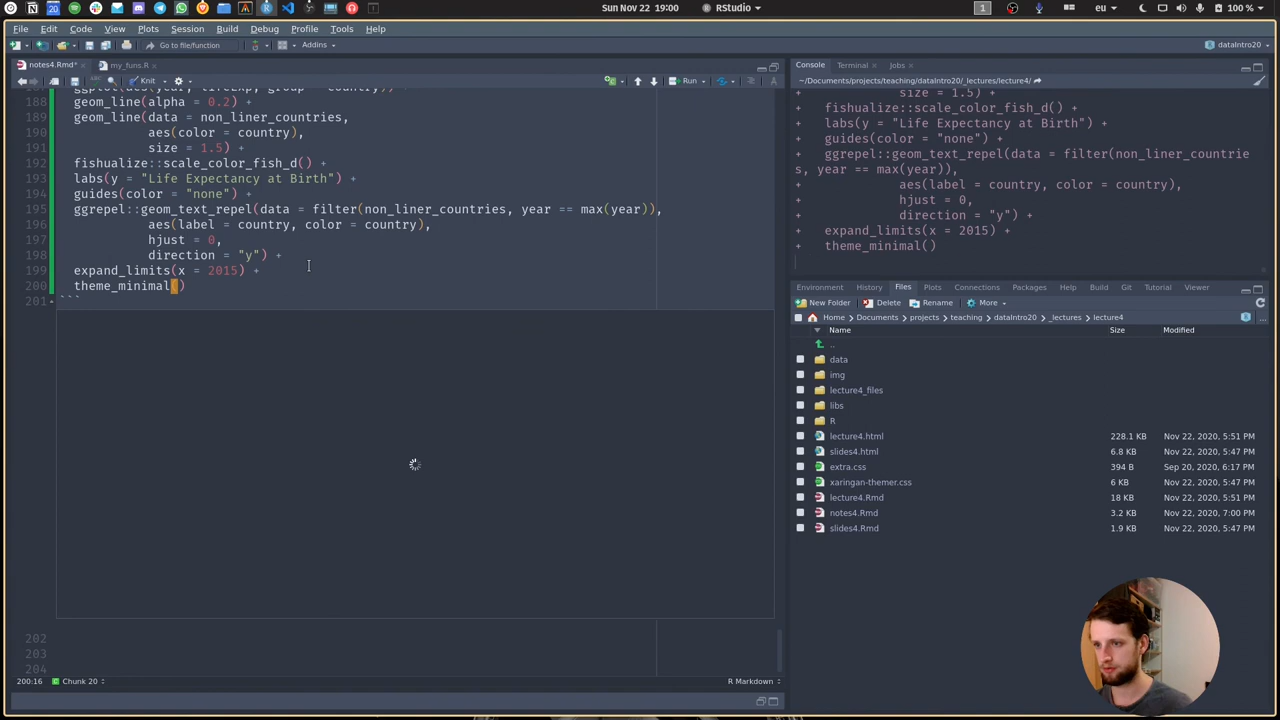 Sun Nov 22 19:00
RStudio
1
eu
100 %
File Edit Code View Plots Session Build Debug Profile Tools Help
Go to file/function
Addins
dataIntro20
notes4.Rmd*
my_funs.R
Knit
Run
188 geom_line(alpha = 0.2) +
189 geom_line(data = non_liner_countries,
190 aes(color = country),
191 size = 1.5) +
192 fishualize::scale_color_fish_d() +
193 labs(y = "Life Expectancy at Birth") +
194 guides(color = "none") +
195 ggrepel::geom_text_repel(data = filter(non_liner_countries, year == max(year)),
196 aes(label = country, color = country),
197 hjust = 0,
198 direction = "y") +
199 expand_limits(x = 2015) +
200 theme_minimal()
201 ```
202
203
204
200:16 Chunk 20
R Markdown
Console Terminal Jobs
~/Documents/projects/teaching/dataIntro20/_lectures/lecture4/
+ size = 1.5) +
+ fishualize::scale_color_fish_d() +
+ labs(y = "Life Expectancy at Birth") +
+ guides(color = "none") +
+ ggrepel::geom_text_repel(data = filter(non_liner_countrie
s, year == max(year)),
+ aes(label = country, color = country),
+ hjust = 0,
+ direction = "y") +
+ expand_limits(x = 2015) +
+ theme_minimal()
Environment History Files Plots Connections Packages Help Build Git Tutorial Viewer
New Folder Delete Rename More
Home Documents projects teaching dataIntro20 _lectures lecture4
Name Size Modified
..
data
img
lecture4_files
libs
R
lecture4.html 228.1 KB Nov 22, 2020, 5:51 PM
slides4.html 6.8 KB Nov 22, 2020, 5:47 PM
extra.css 394 B Sep 20, 2020, 6:17 PM
xaringan-themer.css 6 KB Nov 22, 2020, 5:47 PM
lecture4.Rmd 18 KB Nov 22, 2020, 5:51 PM
notes4.Rmd 3.2 KB Nov 22, 2020, 7:00 PM
slides4.Rmd 1.9 KB Nov 22, 2020, 5:47 PM